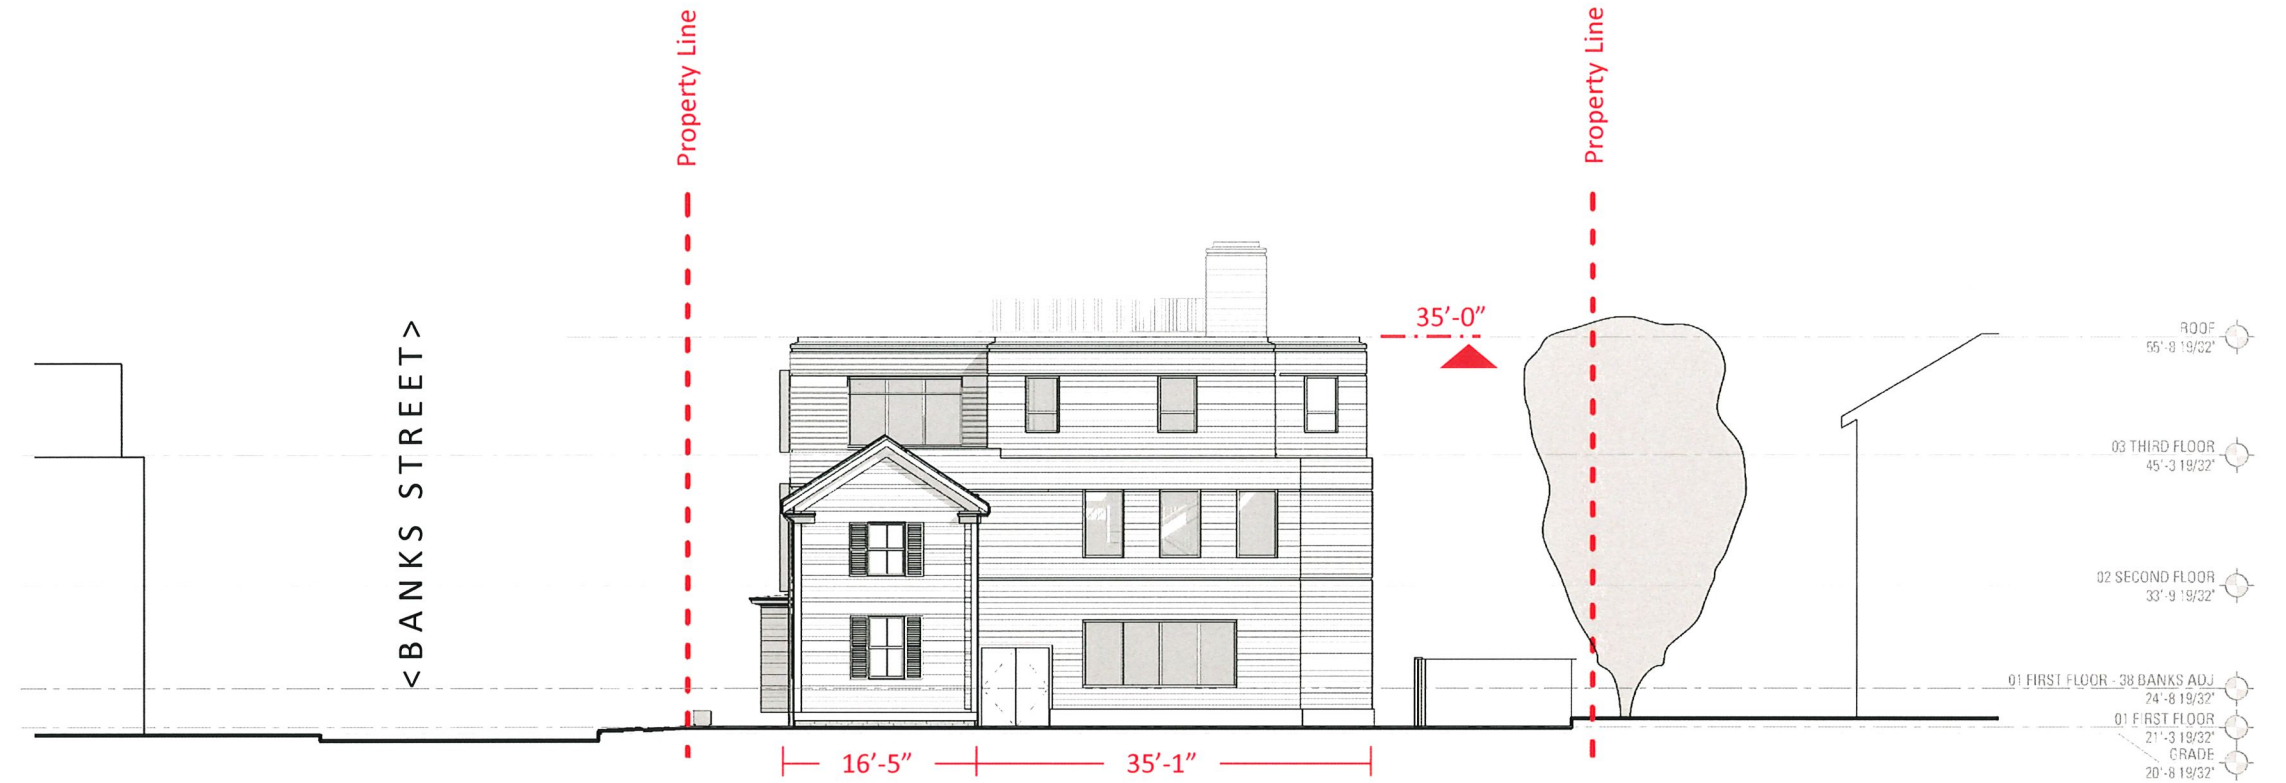 Property Line
Property Line
<BANKS STREET>
35’-0”
ROOF
55'-8 19/32"
03 THIRD FLOOR
45'-3 19/32"
02 SECOND FLOOR
33'-9 19/32"
01 FIRST FLOOR - 38 BANKS ADJ
24'-8 19/32"
01 FIRST FLOOR
21'-3 19/32"
GRADE
20'-8 19/32"
16’-5”
35’-1”